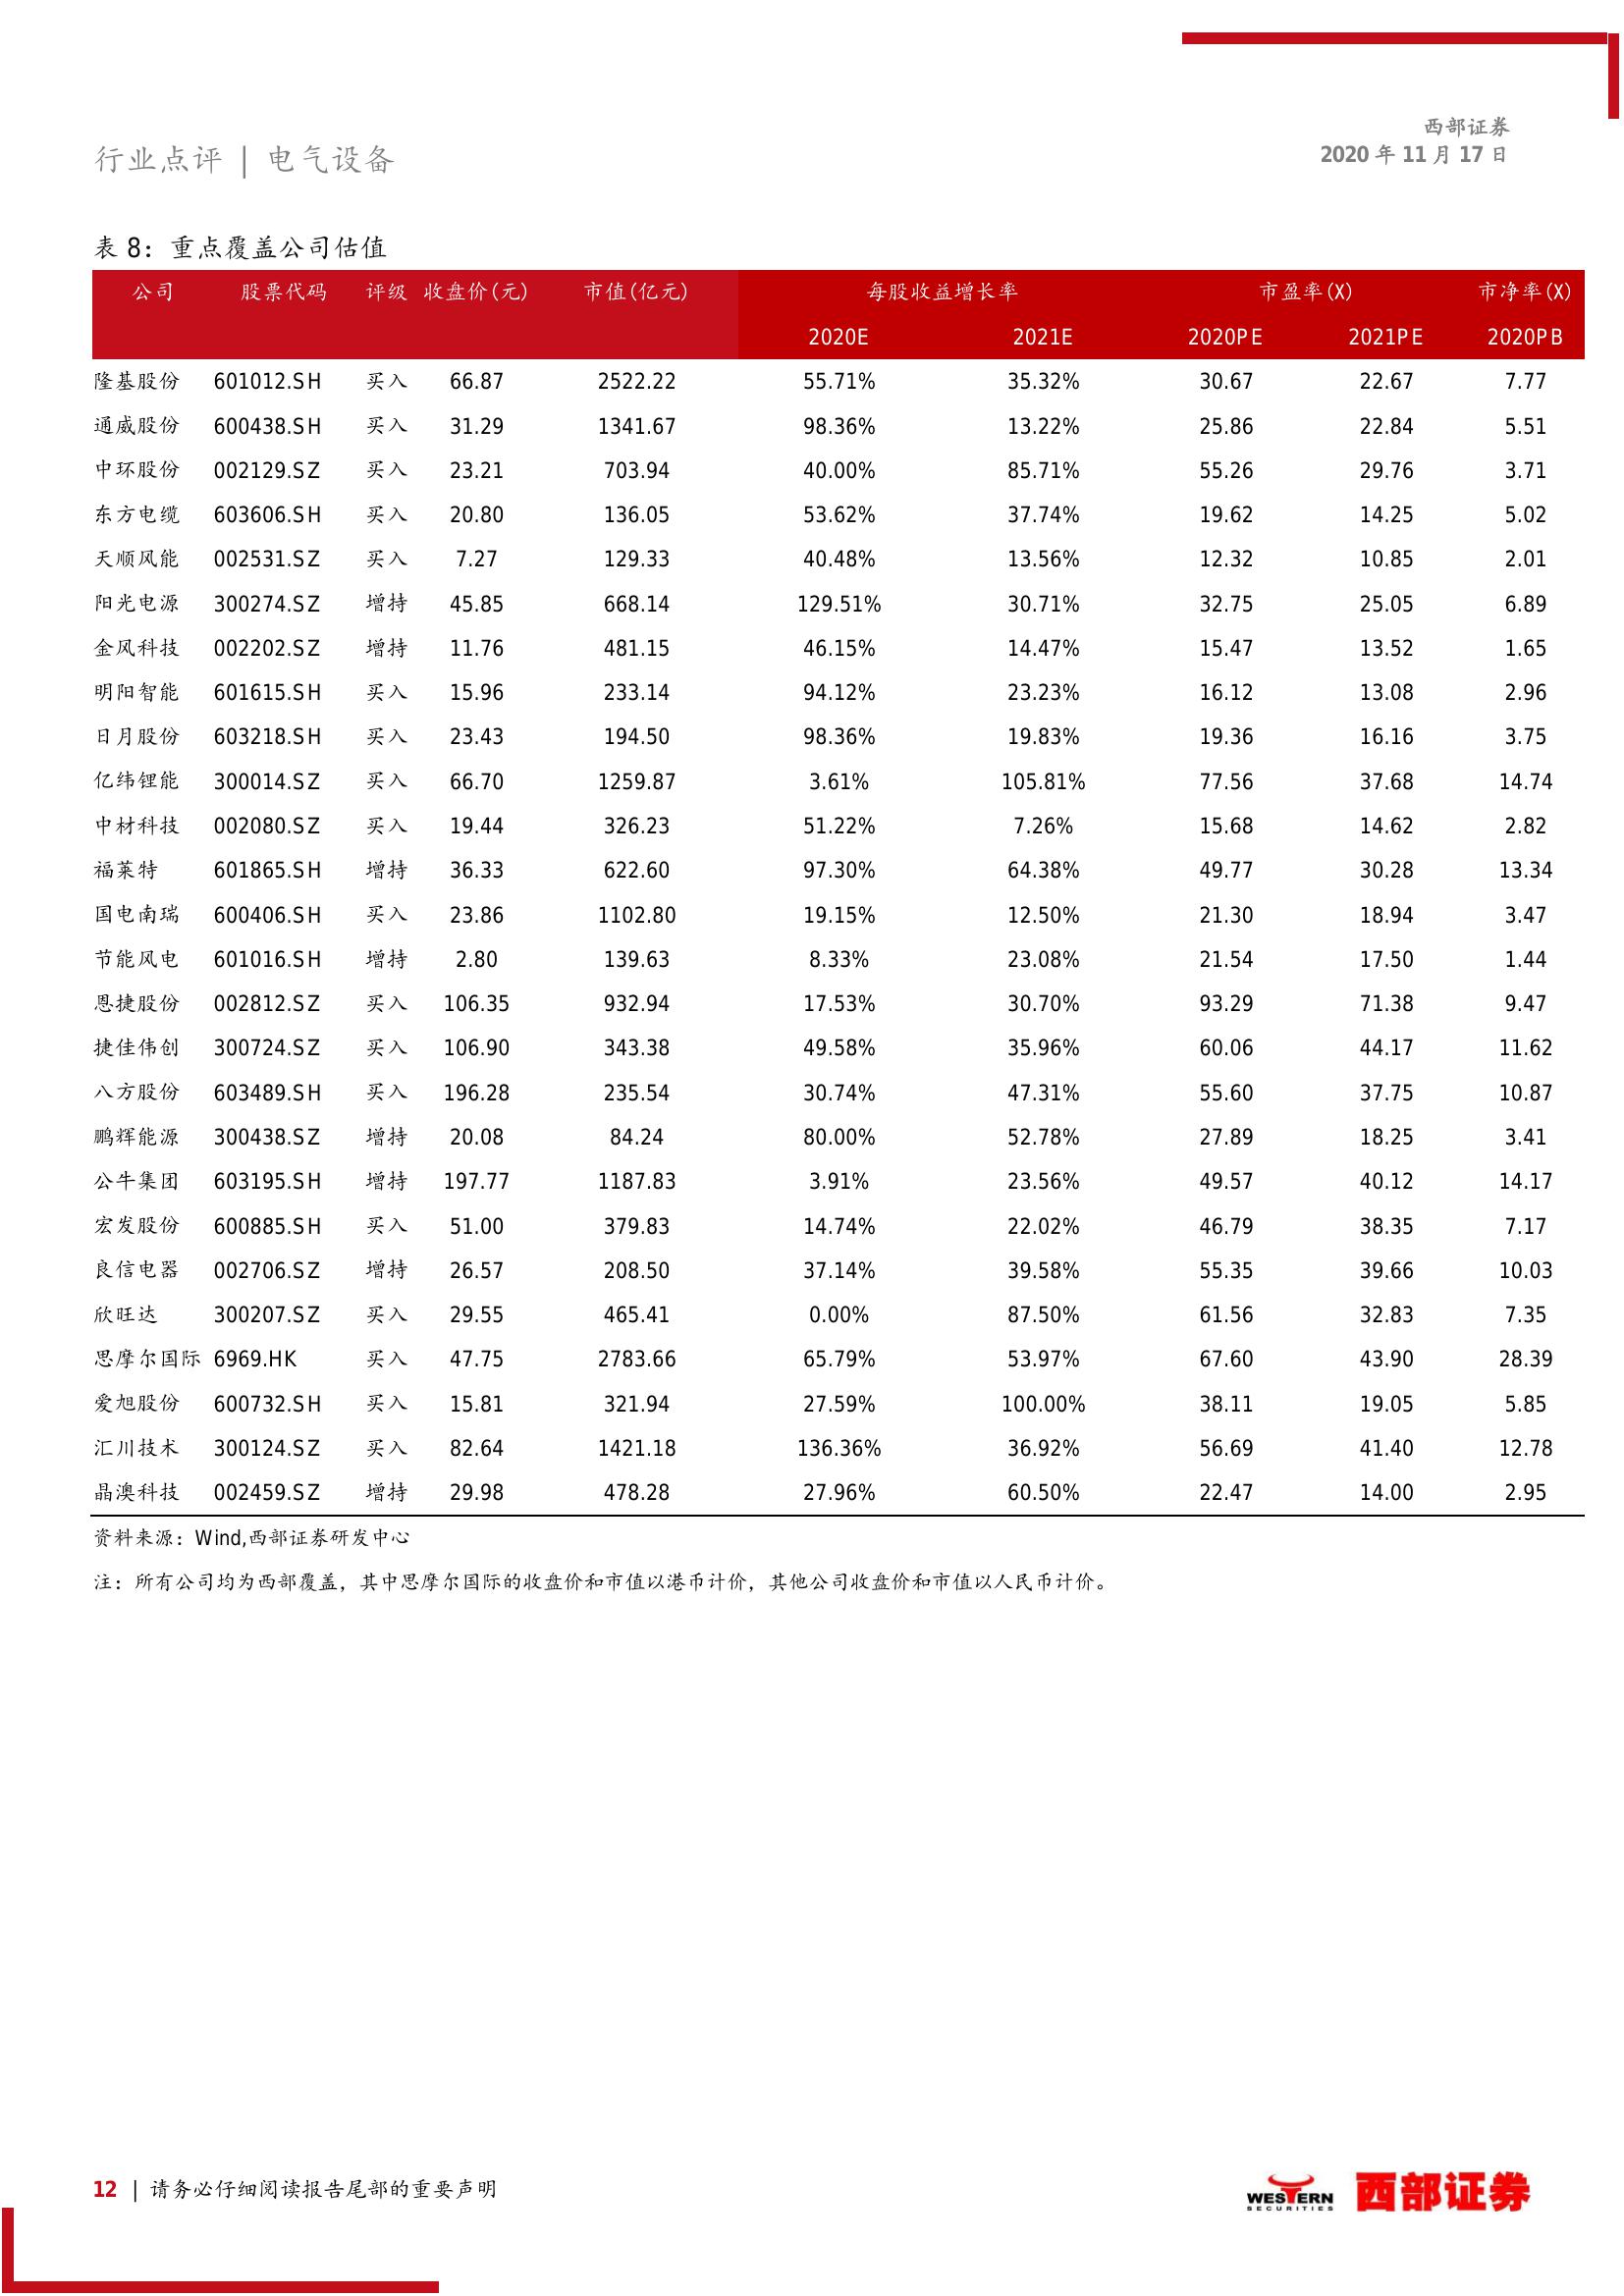 西部证券
行业点评 | 电气设备
2020 年 11 月 17 日
表 8：重点覆盖公司估值
公司 股票代码 评级 收盘价(元) 市值(亿元) 每股收益增长率 市盈率(X) 市净率(X)
2020E 2021E 2020PE 2021PE 2020PB
隆基股份 601012.SH 买入 66.87 2522.22 55.71% 35.32% 30.67 22.67 7.77
通威股份 600438.SH 买入 31.29 1341.67 98.36% 13.22% 25.86 22.84 5.51
中环股份 002129.SZ 买入 23.21 703.94 40.00% 85.71% 55.26 29.76 3.71
东方电缆 603606.SH 买入 20.80 136.05 53.62% 37.74% 19.62 14.25 5.02
天顺风能 002531.SZ 买入 7.27 129.33 40.48% 13.56% 12.32 10.85 2.01
阳光电源 300274.SZ 增持 45.85 668.14 129.51% 30.71% 32.75 25.05 6.89
金风科技 002202.SZ 增持 11.76 481.15 46.15% 14.47% 15.47 13.52 1.65
明阳智能 601615.SH 买入 15.96 233.14 94.12% 23.23% 16.12 13.08 2.96
日月股份 603218.SH 买入 23.43 194.50 98.36% 19.83% 19.36 16.16 3.75
亿纬锂能 300014.SZ 买入 66.70 1259.87 3.61% 105.81% 77.56 37.68 14.74
中材科技 002080.SZ 买入 19.44 326.23 51.22% 7.26% 15.68 14.62 2.82
福莱特 601865.SH 增持 36.33 622.60 97.30% 64.38% 49.77 30.28 13.34
国电南瑞 600406.SH 买入 23.86 1102.80 19.15% 12.50% 21.30 18.94 3.47
节能风电 601016.SH 增持 2.80 139.63 8.33% 23.08% 21.54 17.50 1.44
恩捷股份 002812.SZ 买入 106.35 932.94 17.53% 30.70% 93.29 71.38 9.47
捷佳伟创 300724.SZ 买入 106.90 343.38 49.58% 35.96% 60.06 44.17 11.62
八方股份 603489.SH 买入 196.28 235.54 30.74% 47.31% 55.60 37.75 10.87
鹏辉能源 300438.SZ 增持 20.08 84.24 80.00% 52.78% 27.89 18.25 3.41
公牛集团 603195.SH 增持 197.77 1187.83 3.91% 23.56% 49.57 40.12 14.17
宏发股份 600885.SH 买入 51.00 379.83 14.74% 22.02% 46.79 38.35 7.17
良信电器 002706.SZ 增持 26.57 208.50 37.14% 39.58% 55.35 39.66 10.03
欣旺达 300207.SZ 买入 29.55 465.41 0.00% 87.50% 61.56 32.83 7.35
思摩尔国际 6969.HK 买入 47.75 2783.66 65.79% 53.97% 67.60 43.90 28.39
爱旭股份 600732.SH 买入 15.81 321.94 27.59% 100.00% 38.11 19.05 5.85
汇川技术 300124.SZ 买入 82.64 1421.18 136.36% 36.92% 56.69 41.40 12.78
晶澳科技 002459.SZ 增持 29.98 478.28 27.96% 60.50% 22.47 14.00 2.95
资料来源：Wind,西部证券研发中心
注：所有公司均为西部覆盖，其中思摩尔国际的收盘价和市值以港币计价，其他公司收盘价和市值以人民币计价。
12 | 请务必仔细阅读报告尾部的重要声明
WESTERN
SECURITIES
西部证券